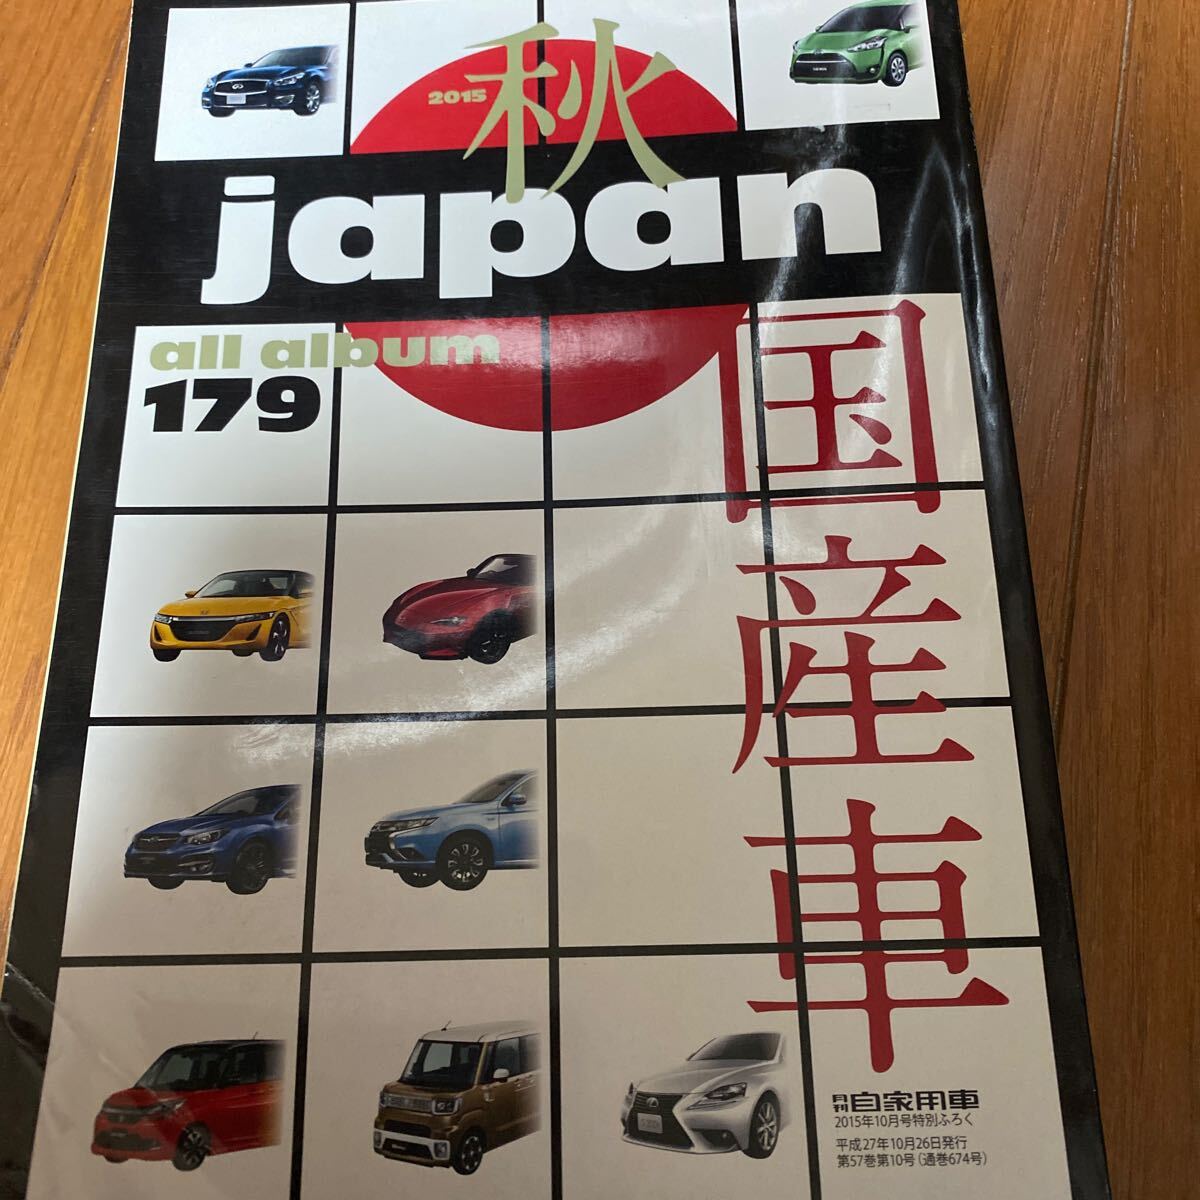 2015
秋
japan
all album
179
国産車
月刊自家用車
2015年10月号特別ふろく
平成27年10月26日発行
第57巻第10号(通巻674号)